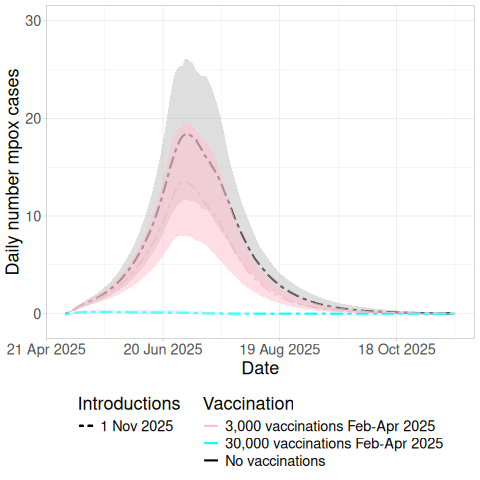 30
20
10
0
Daily number mpox cases
21 Apr 2025 20 Jun 2025 19 Aug 2025 18 Oct 2025
Date
Introductions
1 Nov 2025
Vaccination
3,000 vaccinations Feb-Apr 2025
30,000 vaccinations Feb-Apr 2025
No vaccinations